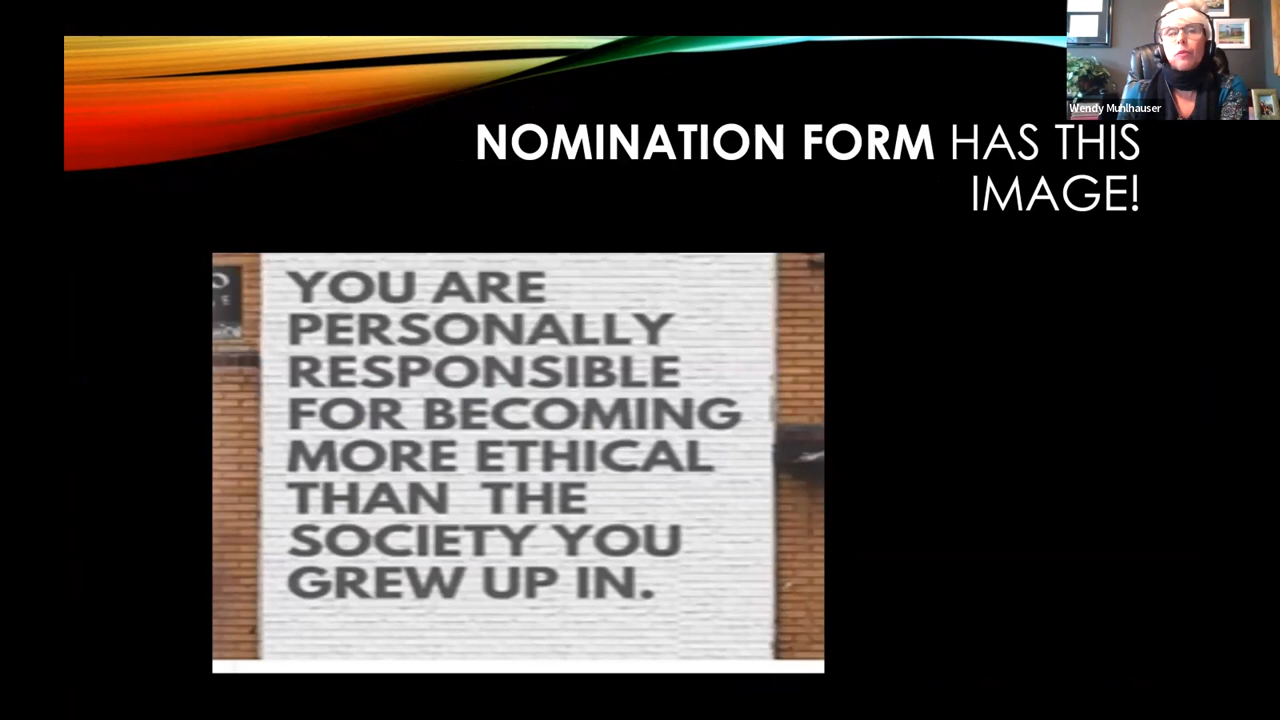 Wendy Muhlhauser
NOMINATION FORM HAS THIS
IMAGE!
YOU ARE
PERSONALLY
RESPONSIBLE
FOR BECOMING
MORE ETHICAL
THAN THE
SOCIETY YOU
GREW UP IN.